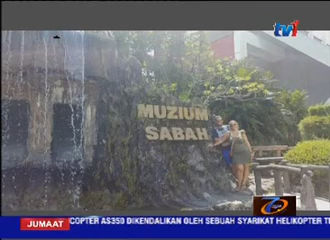 tv1
MUZIUM
SABAH
JUMAAT
COPTER AS350 DIKENDALIKAN OLEH SEBUAH SYARIKAT HELIKOPTER